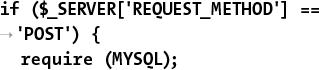 if ($_SERVER['REQUEST_METHOD'] ==
→'POST') {
require (MYSQL);